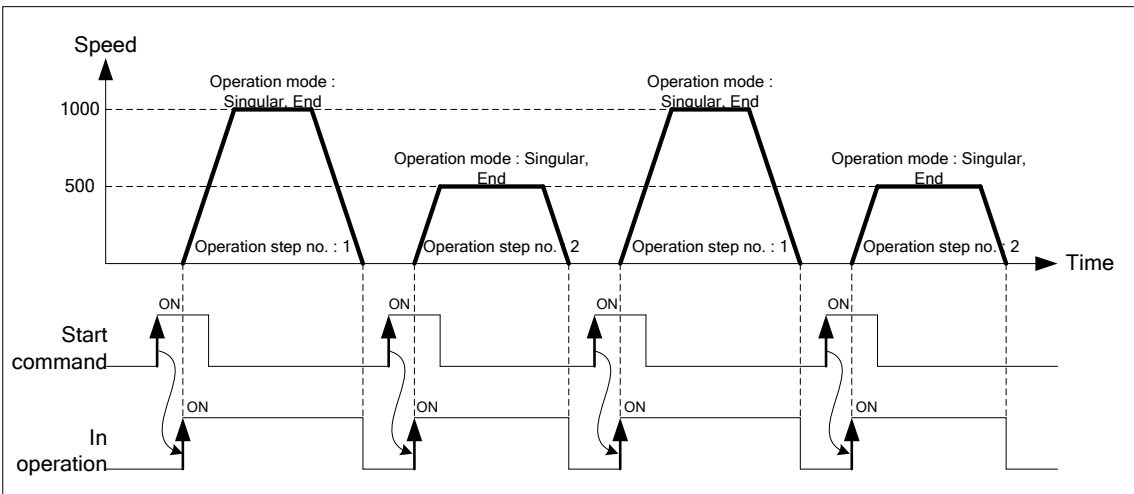 Speed
Operation mode :
Singular, End
Operation mode :
Singular, End
1000
Operation mode : Singular,
End
Operation mode : Singular,
End
500
Operation step no. : 1
Operation step no. : 2
Operation step no. : 1
Operation step no. : 2
Time
ON
ON
ON
ON
Start
command
ON
ON
ON
ON
In
operation